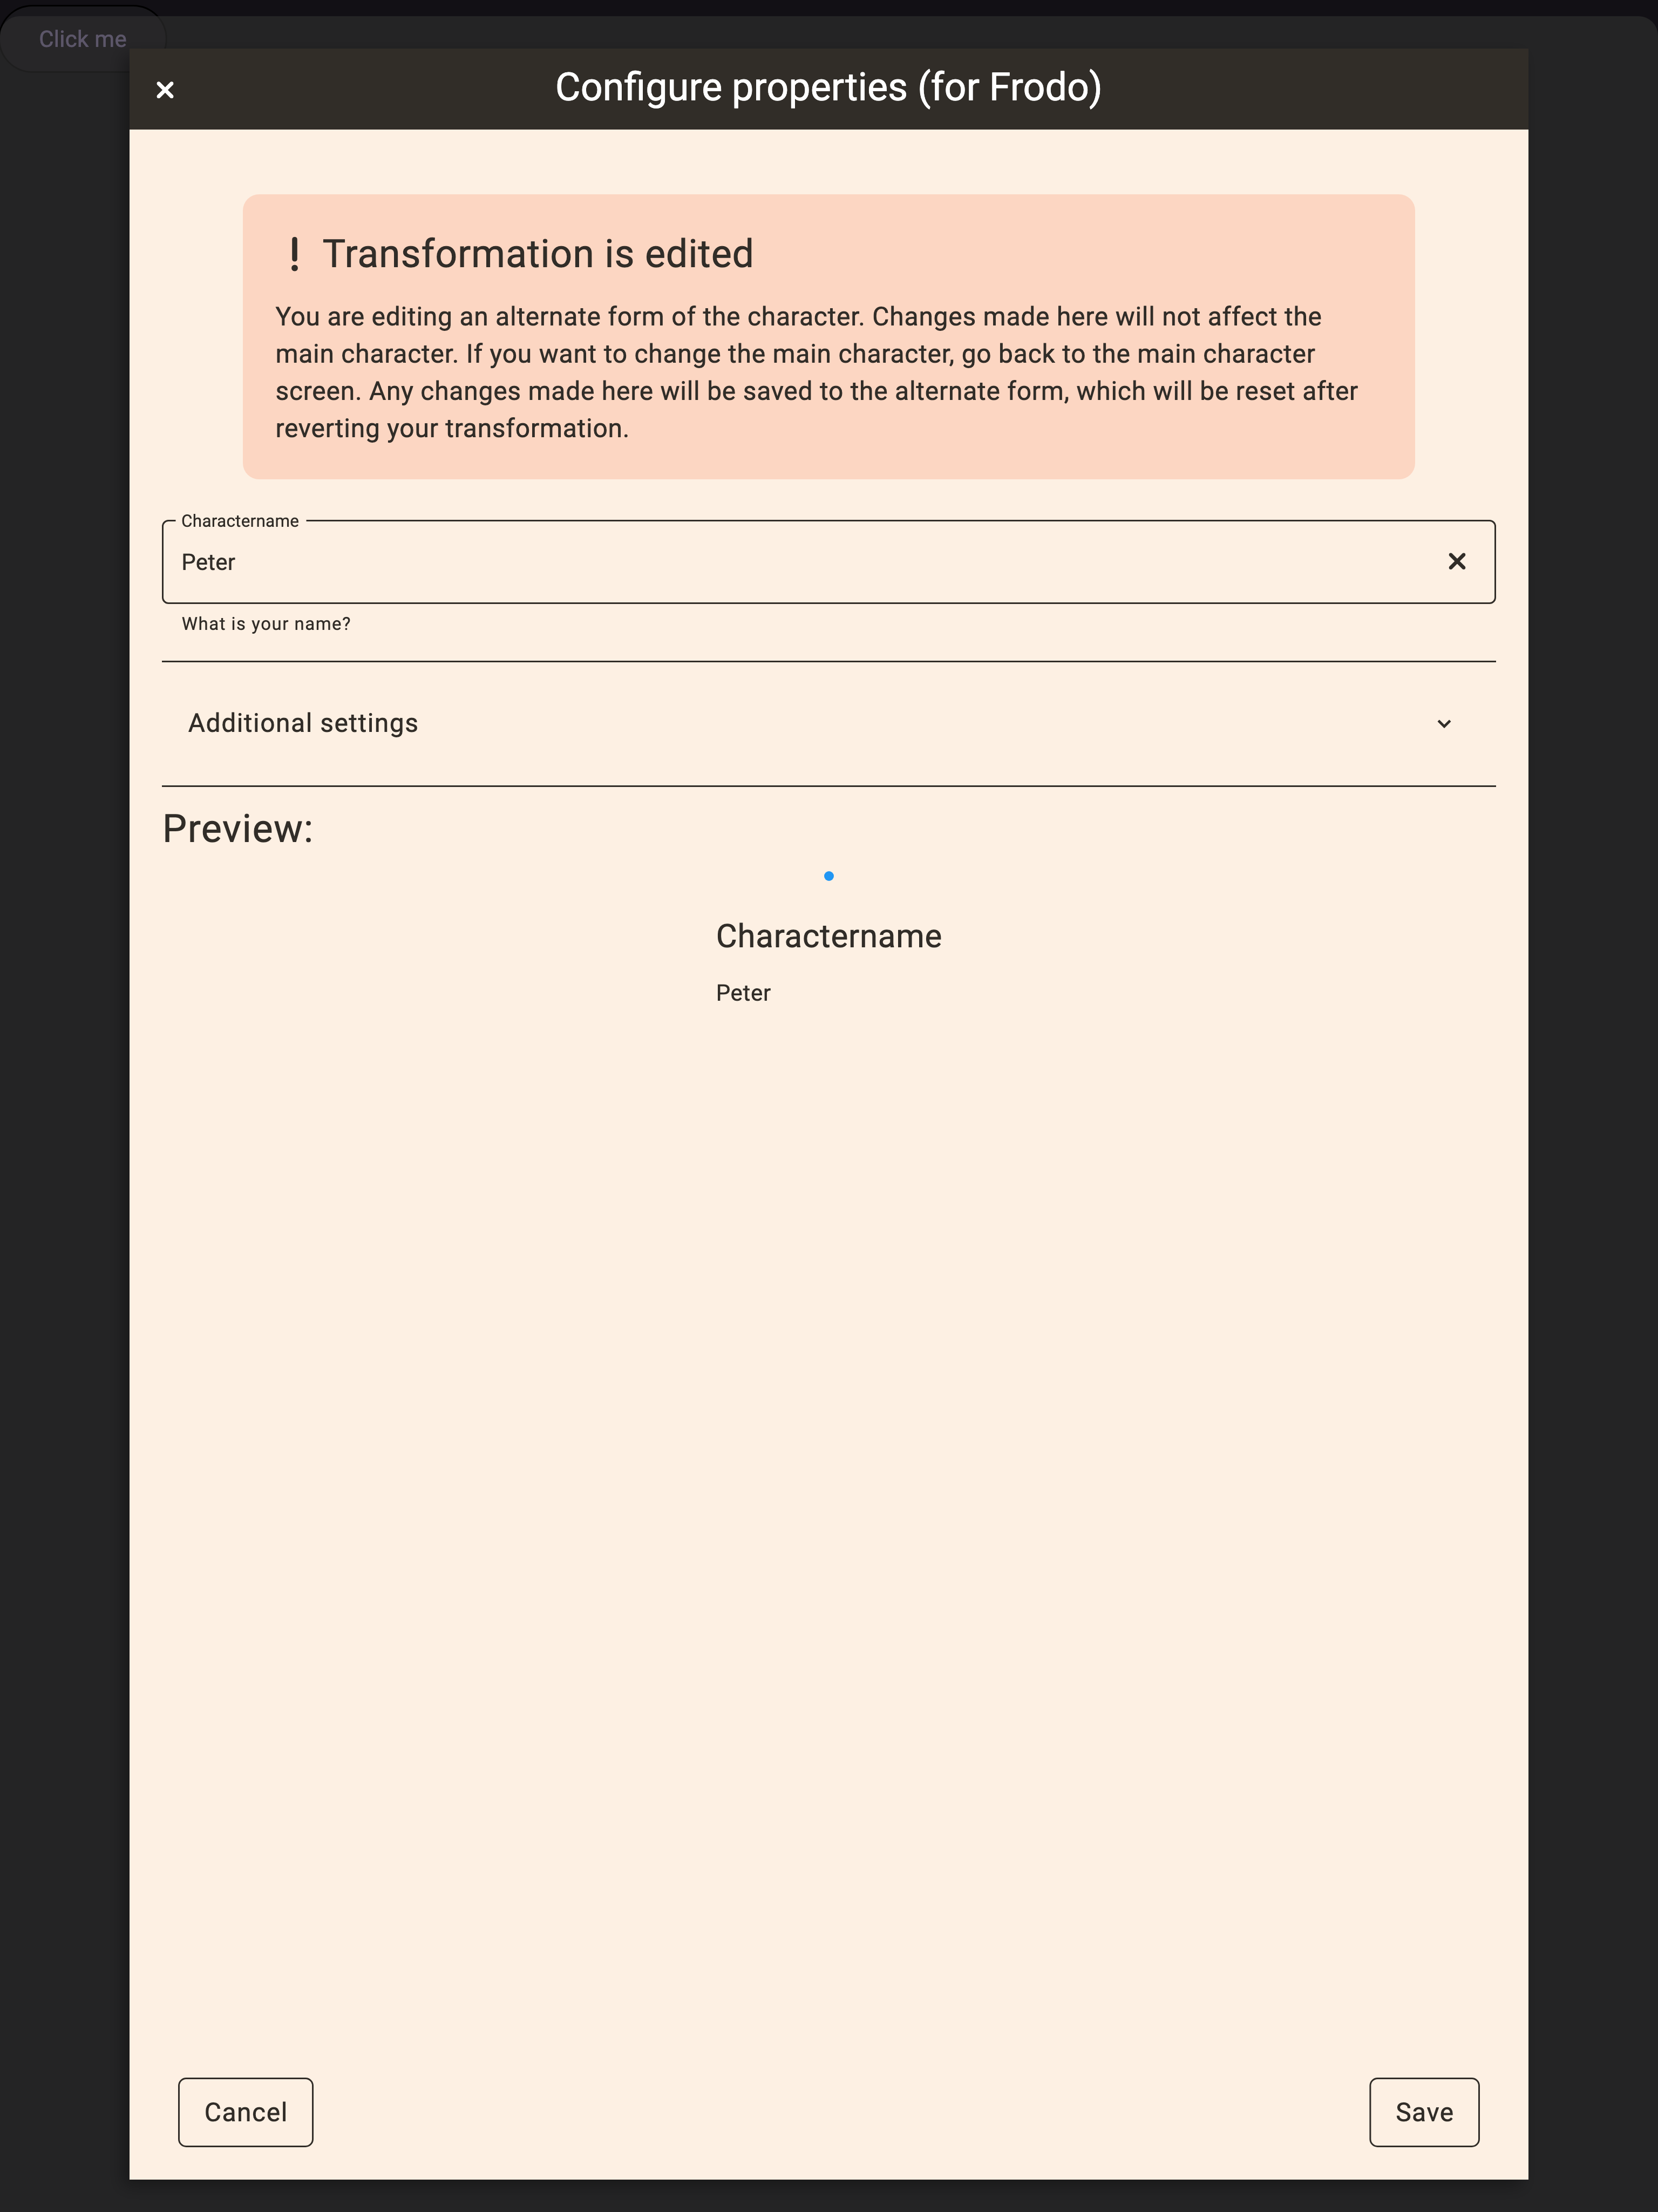 Click me
Configure properties (for Frodo)
Transformation is edited
You are editing an alternate form of the character. Changes made here will not affect the
main character. If you want to change the main character, go back to the main character
screen. Any changes made here will be saved to the alternate form, which will be reset after
reverting your transformation.
Charactername
Peter
What is your name?
Additional settings
Preview:
Charactername
Peter
Cancel
Save